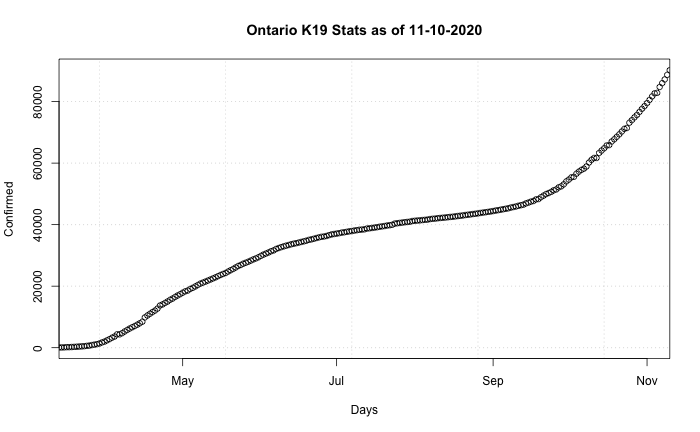 Ontario K19 Stats as of 11-10-2020
Confirmed
80000
60000
40000
20000
0
May Jul Sep Nov
Days